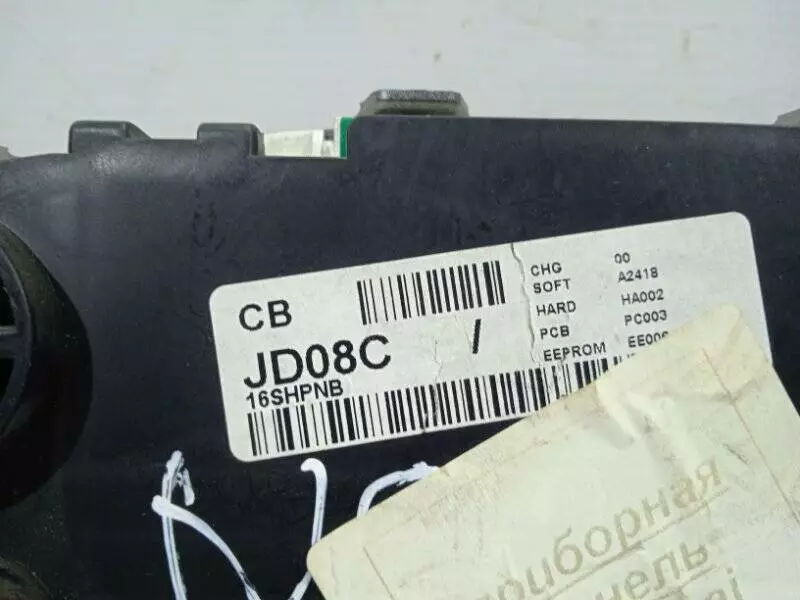 CB
JD08C /
16SHPNB
CHG 00
SOFT A2418
HARD HA002
PCB PC003
EEPROM
приборная